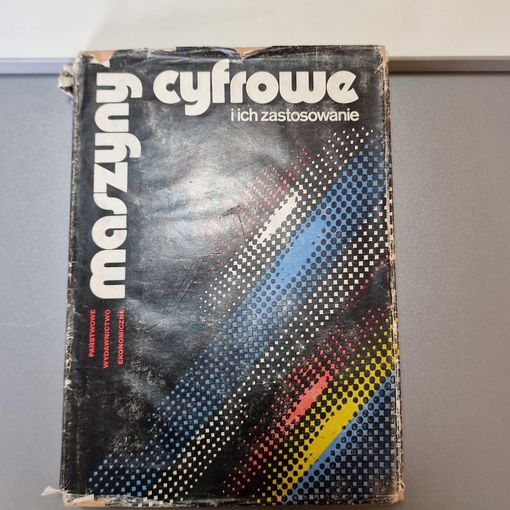 maszyny
cyfrowe
i ich zastosowanie
PAŃSTWOWE
WYDAWNICTWO
EKONOMICZNE